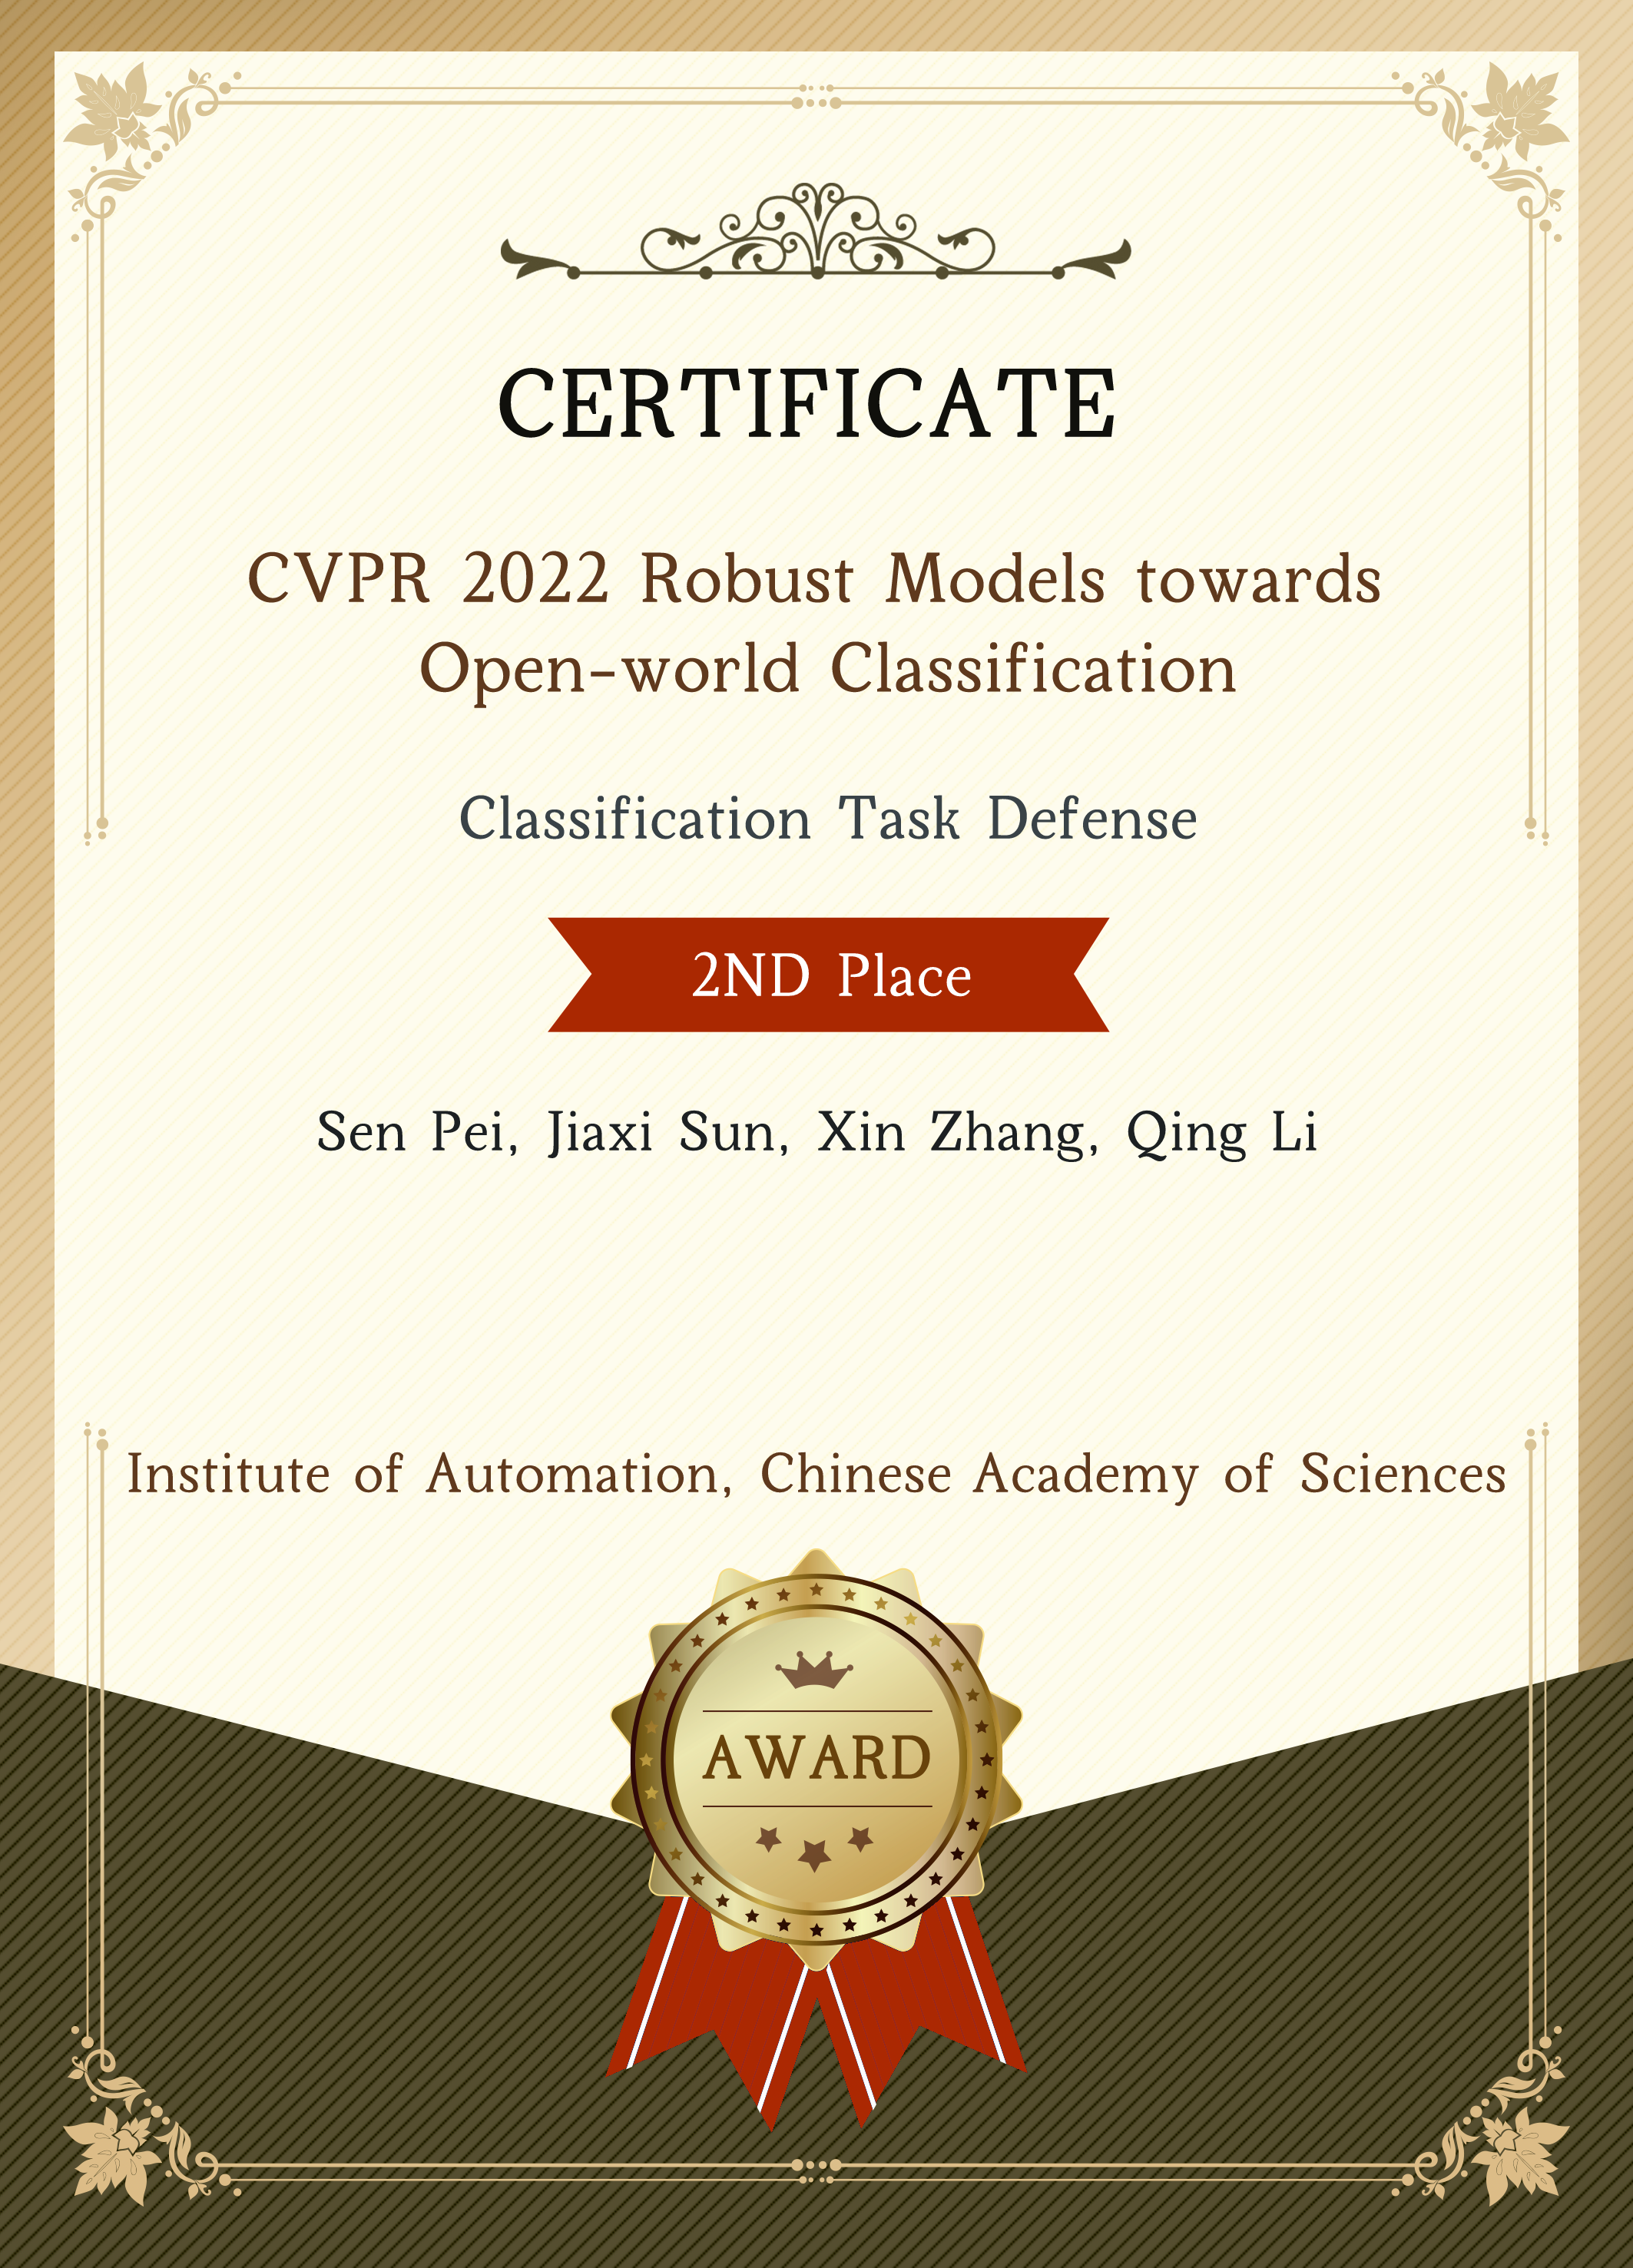 CERTIFICATE
CVPR 2022 Robust Models towards
Open-world Classification
Classification Task Defense
2ND Place
Sen Pei, Jiaxi Sun, Xin Zhang, Qing Li
Institute of Automation, Chinese Academy of Sciences
AWARD